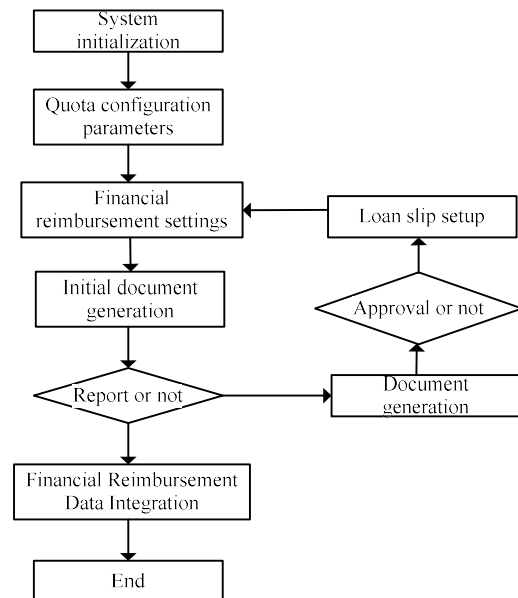 System
initialization
Quota configuration
parameters
Financial
reimbursement settings
Loan slip setup
Initial document
generation
Approval or not
Report or not
Document
generation
Financial Reimbursement
Data Integration
End